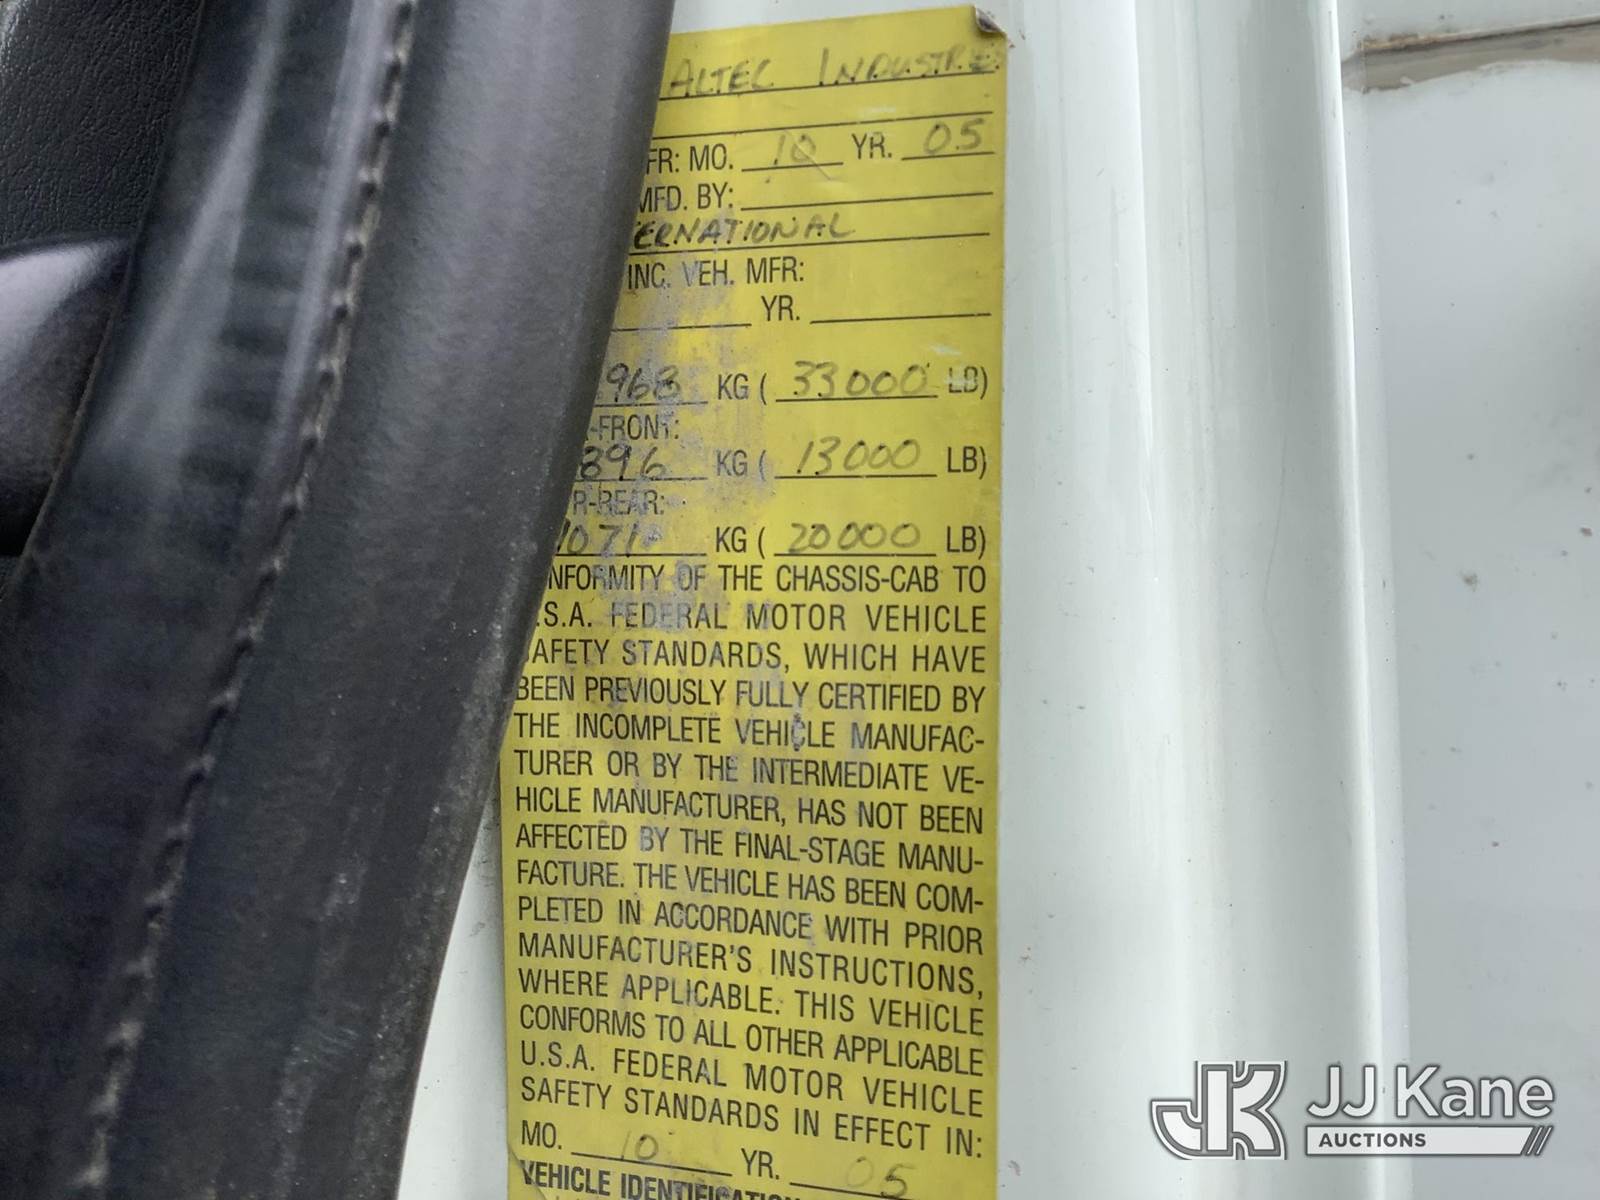 ALTEC INDUSTRIE
FR: MO. 10 YR. 05
MFD. BY:
ERNATIONAL
INC. VEH. MFR:
YR.
968 KG ( 33000 LB)
-FRONT:
896 KG ( 13000 LB)
R-REAR:
KG ( 20000 LB)
NFORMITY OF THE CHASSIS-CAB TO
.S.A. FEDERAL MOTOR VEHICLE
SAFETY STANDARDS, WHICH HAVE
BEEN PREVIOUSLY FULLY CERTIFIED BY
THE INCOMPLETE VEHICLE MANUFAC-
TURER OR BY THE INTERMEDIATE VE-
HICLE MANUFACTURER, HAS NOT BEEN
AFFECTED BY THE FINAL-STAGE MANU-
FACTURE. THE VEHICLE HAS BEEN COM-
PLETED IN ACCORDANCE WITH PRIOR
MANUFACTURER'S INSTRUCTIONS,
WHERE APPLICABLE. THIS VEHICLE
CONFORMS TO ALL OTHER APPLICABLE
U.S.A. FEDERAL MOTOR VEHICLE
SAFETY STANDARDS IN EFFECT IN:
MO. 10 YR. 05
VEHICLE IDENTIFICATION
JK JJ Kane
AUCTIONS